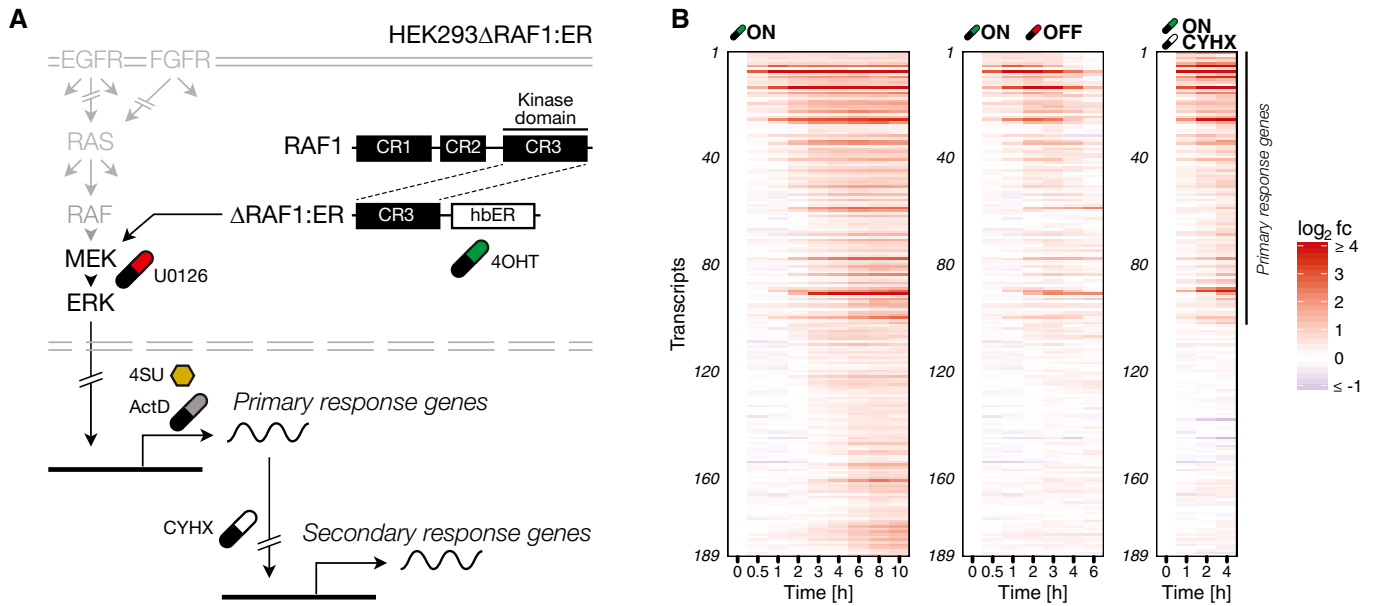 A
HEK293ΔRAF1:ER
EGFR FGFR
RAS
RAF
MEK
ERK
U0126
Kinase
domain
RAF1 CR1 CR2 CR3
ΔRAF1:ER CR3 hbER
4OHT
4SU
ActD
Primary response genes
CYHX
Secondary response genes
B
ON
ON OFF
ON
CYHX
Transcripts
1
40
80
120
160
189
0 0.5 1 2 3 4 6 8 10
Time [h]
1
40
80
120
160
189
0 0.5 1 2 3 4 6
Time [h]
1
40
80
120
160
189
0 1 2 4
Time [h]
Primary response genes
log2 fc
≥ 4
3
2
1
0
≤ -1